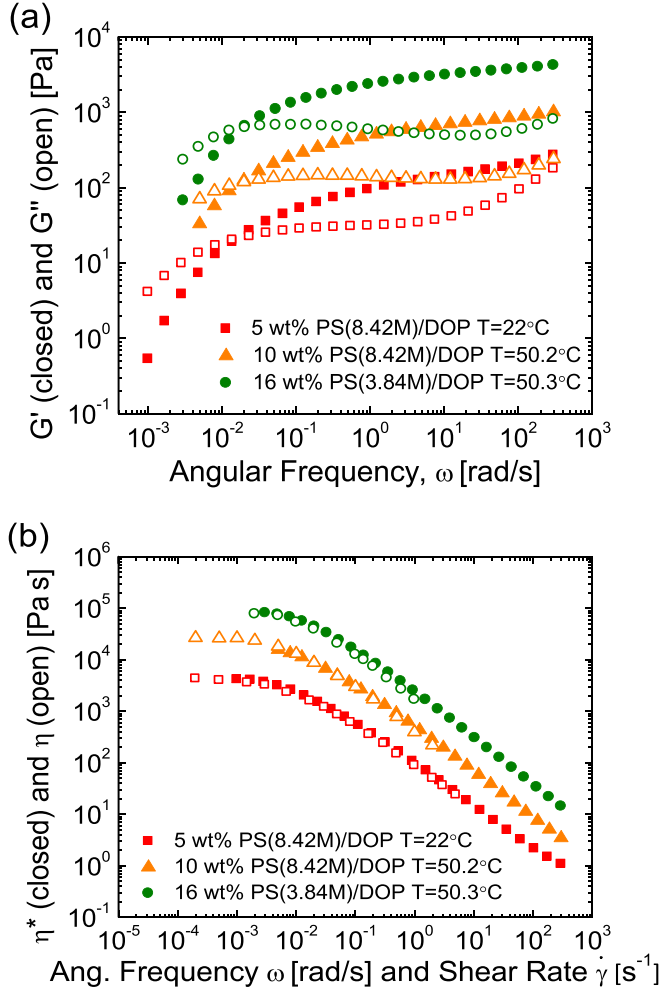 (a)
10^4
10^3
10^2
10^1
10^0
10^-1
G' (closed) and G'' (open) [Pa]
5 wt% PS(8.42M)/DOP T=22°C
10 wt% PS(8.42M)/DOP T=50.2°C
16 wt% PS(3.84M)/DOP T=50.3°C
10^-3 10^-2 10^-1 10^0 10^1 10^2 10^3
Angular Frequency, ω [rad/s]
(b)
10^6
10^5
10^4
10^3
10^2
10^1
10^0
10^-1
η* (closed) and η (open) [Pa s]
5 wt% PS(8.42M)/DOP T=22°C
10 wt% PS(8.42M)/DOP T=50.2°C
16 wt% PS(3.84M)/DOP T=50.3°C
10^-5 10^-4 10^-3 10^-2 10^-1 10^0 10^1 10^2 10^3
Ang. Frequency ω [rad/s] and Shear Rate γ̇ [s^-1]